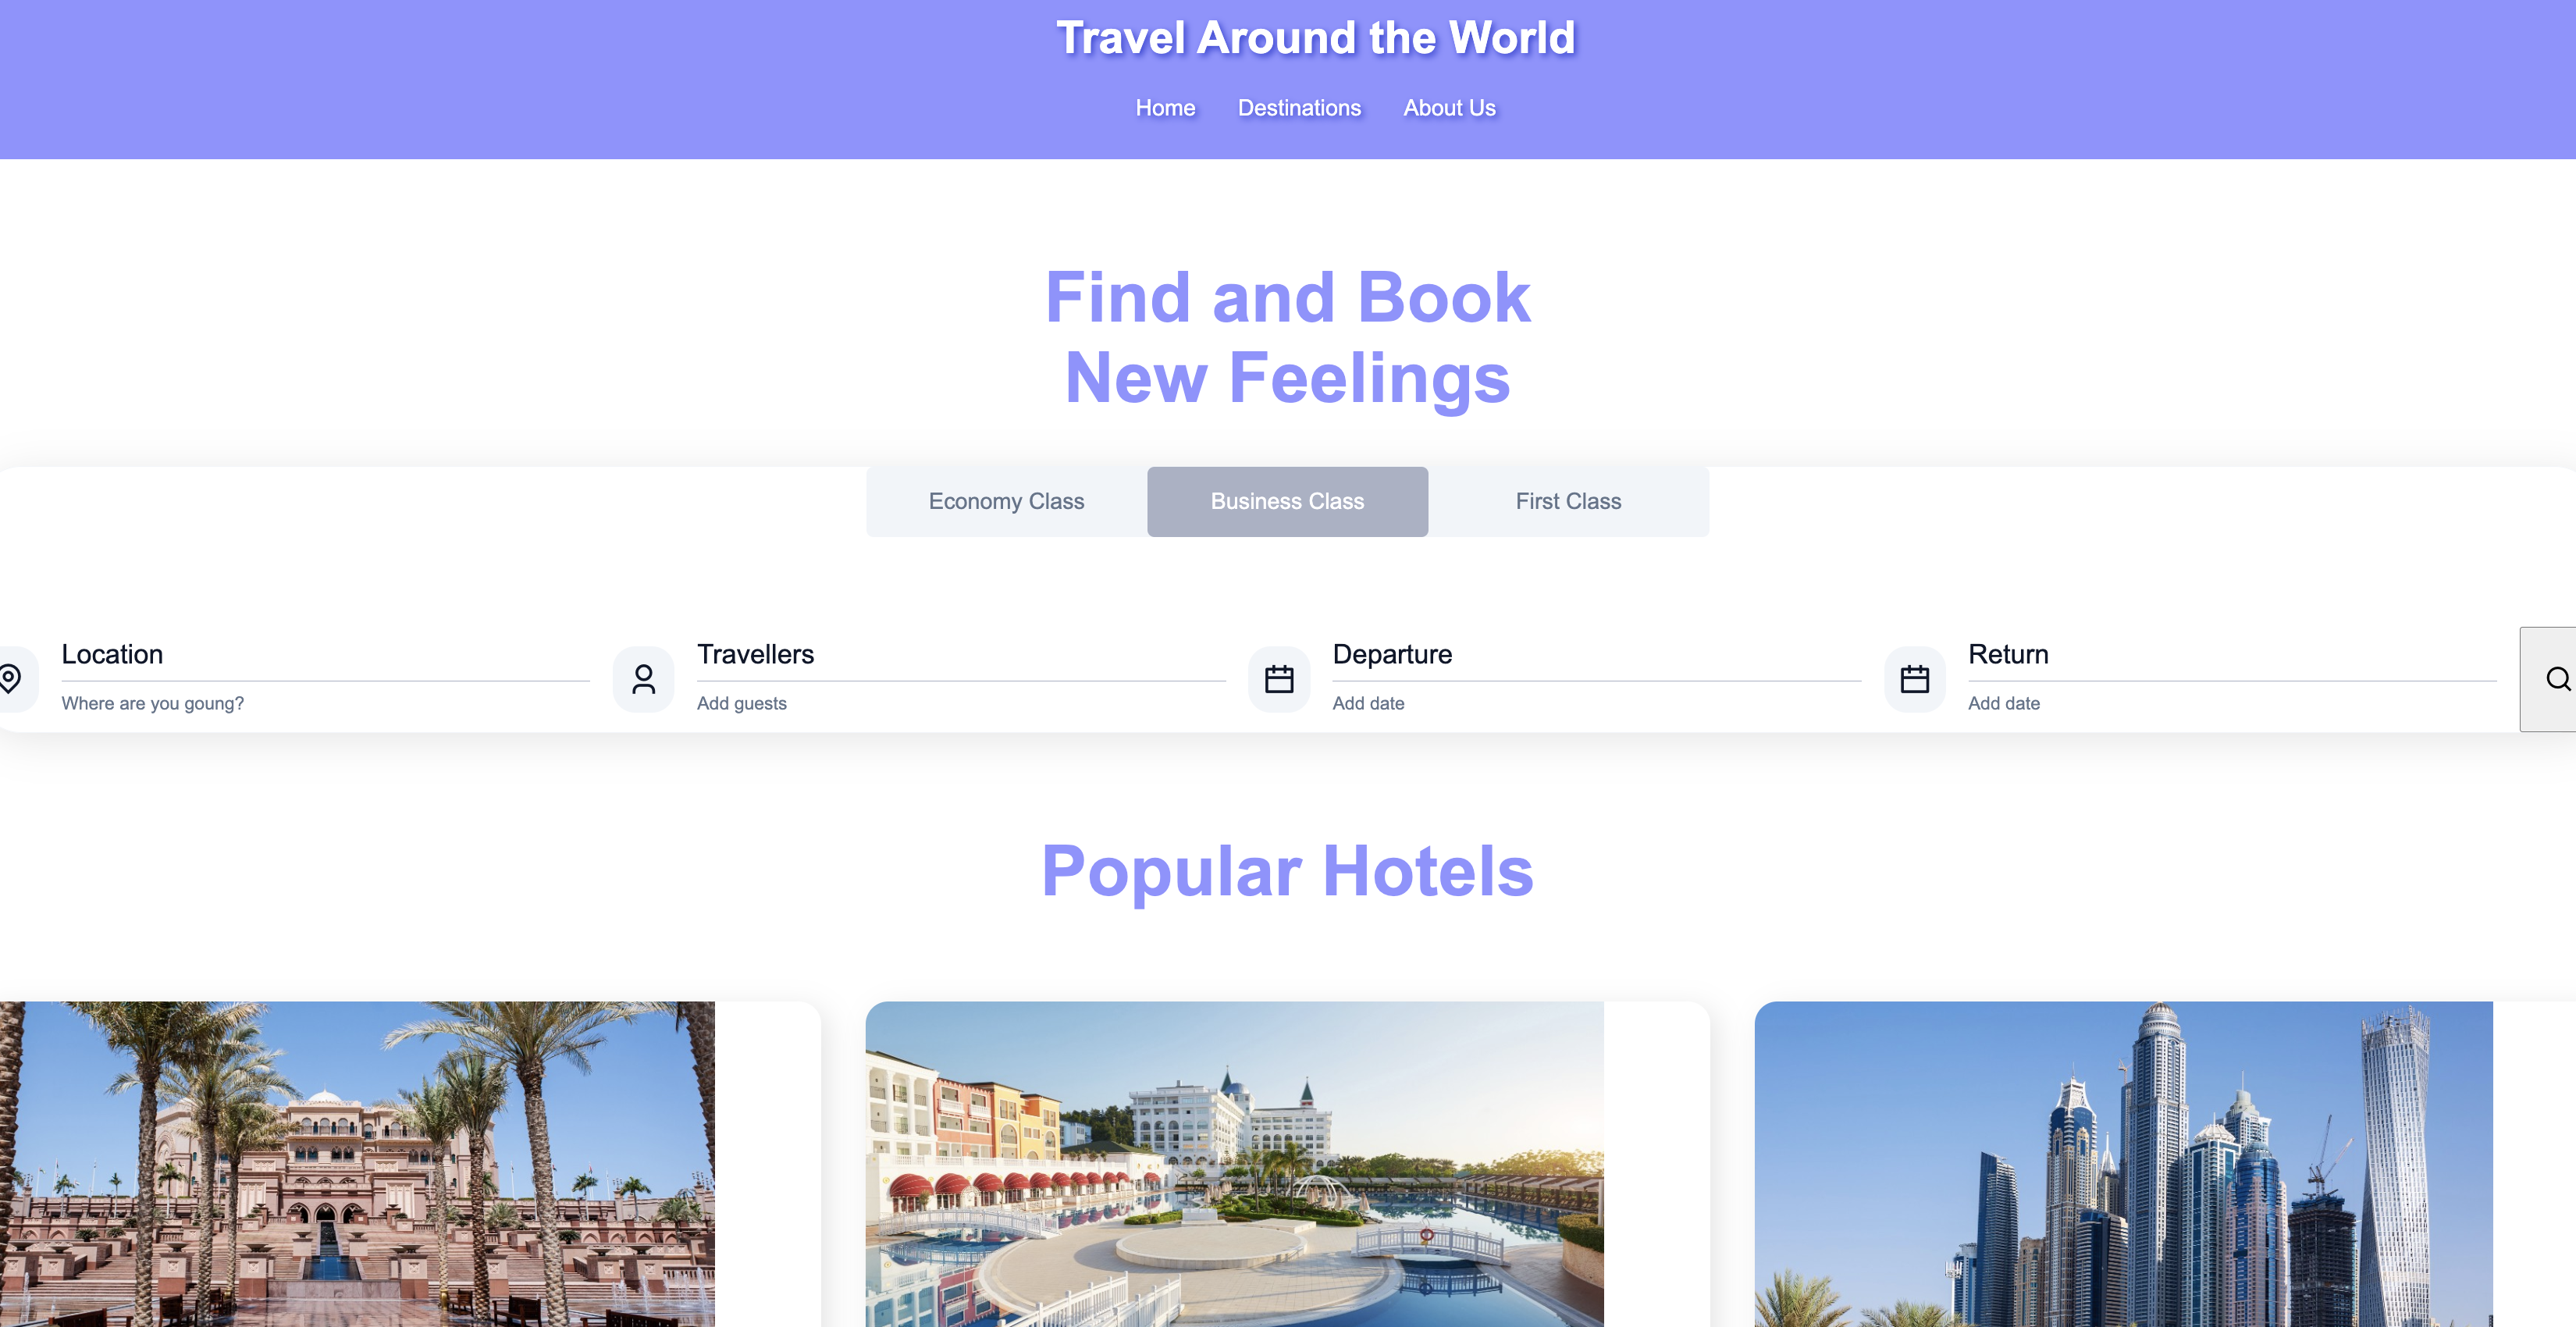 Travel Around the World
Home Destinations About Us
Find and Book
New Feelings
Economy Class Business Class First Class
Location Travellers Departure Return
Where are you goung? Add guests Add date Add date
Popular Hotels